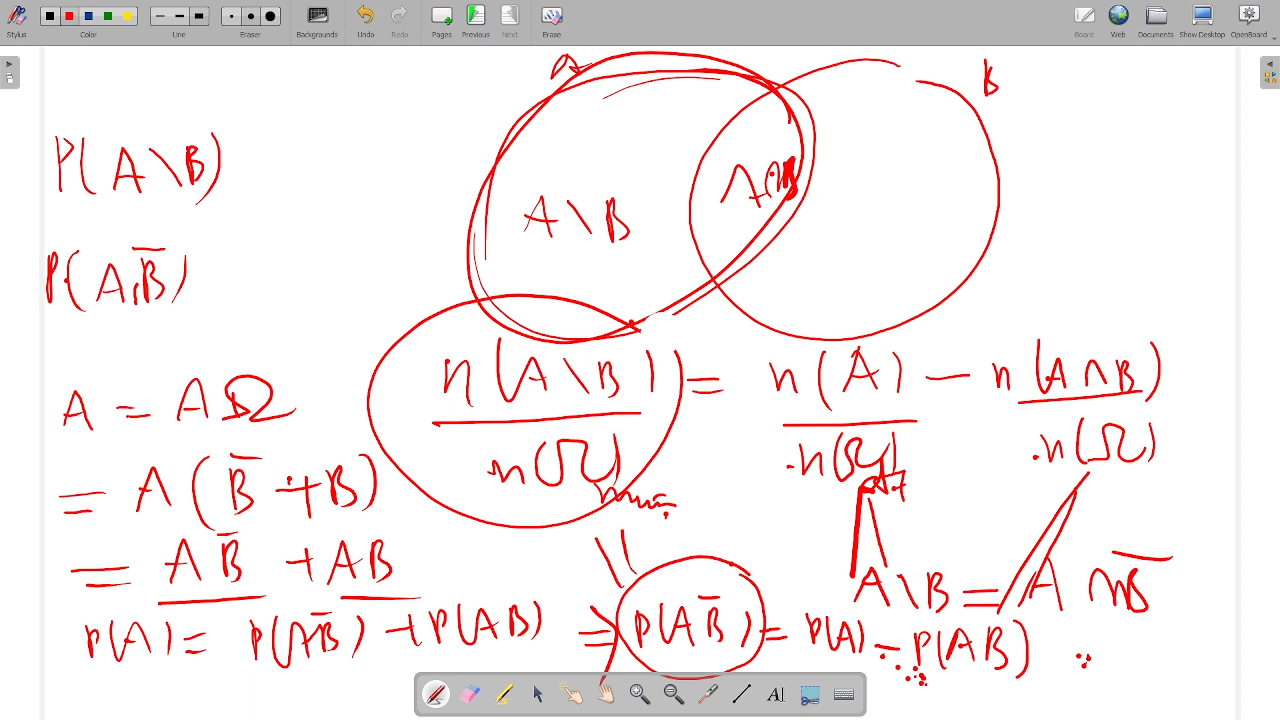 Stylus Color Line Eraser Backgrounds Undo Redo Pages Previous Next Erase Board Web Documents Show Desktop OpenBoard
B
P(A\B)
A\B
P(A, B̅)
n(A\B) / n(Ω) = n(A) / n(Ω) − n(A∩B) / n(Ω)
A = AΩ
= A(B̅ + B)
= AB̅ + AB
A\B = A∩B̅
P(A) = P(AB̅) + P(AB) ⇒ P(AB̅) = P(A) − P(AB)